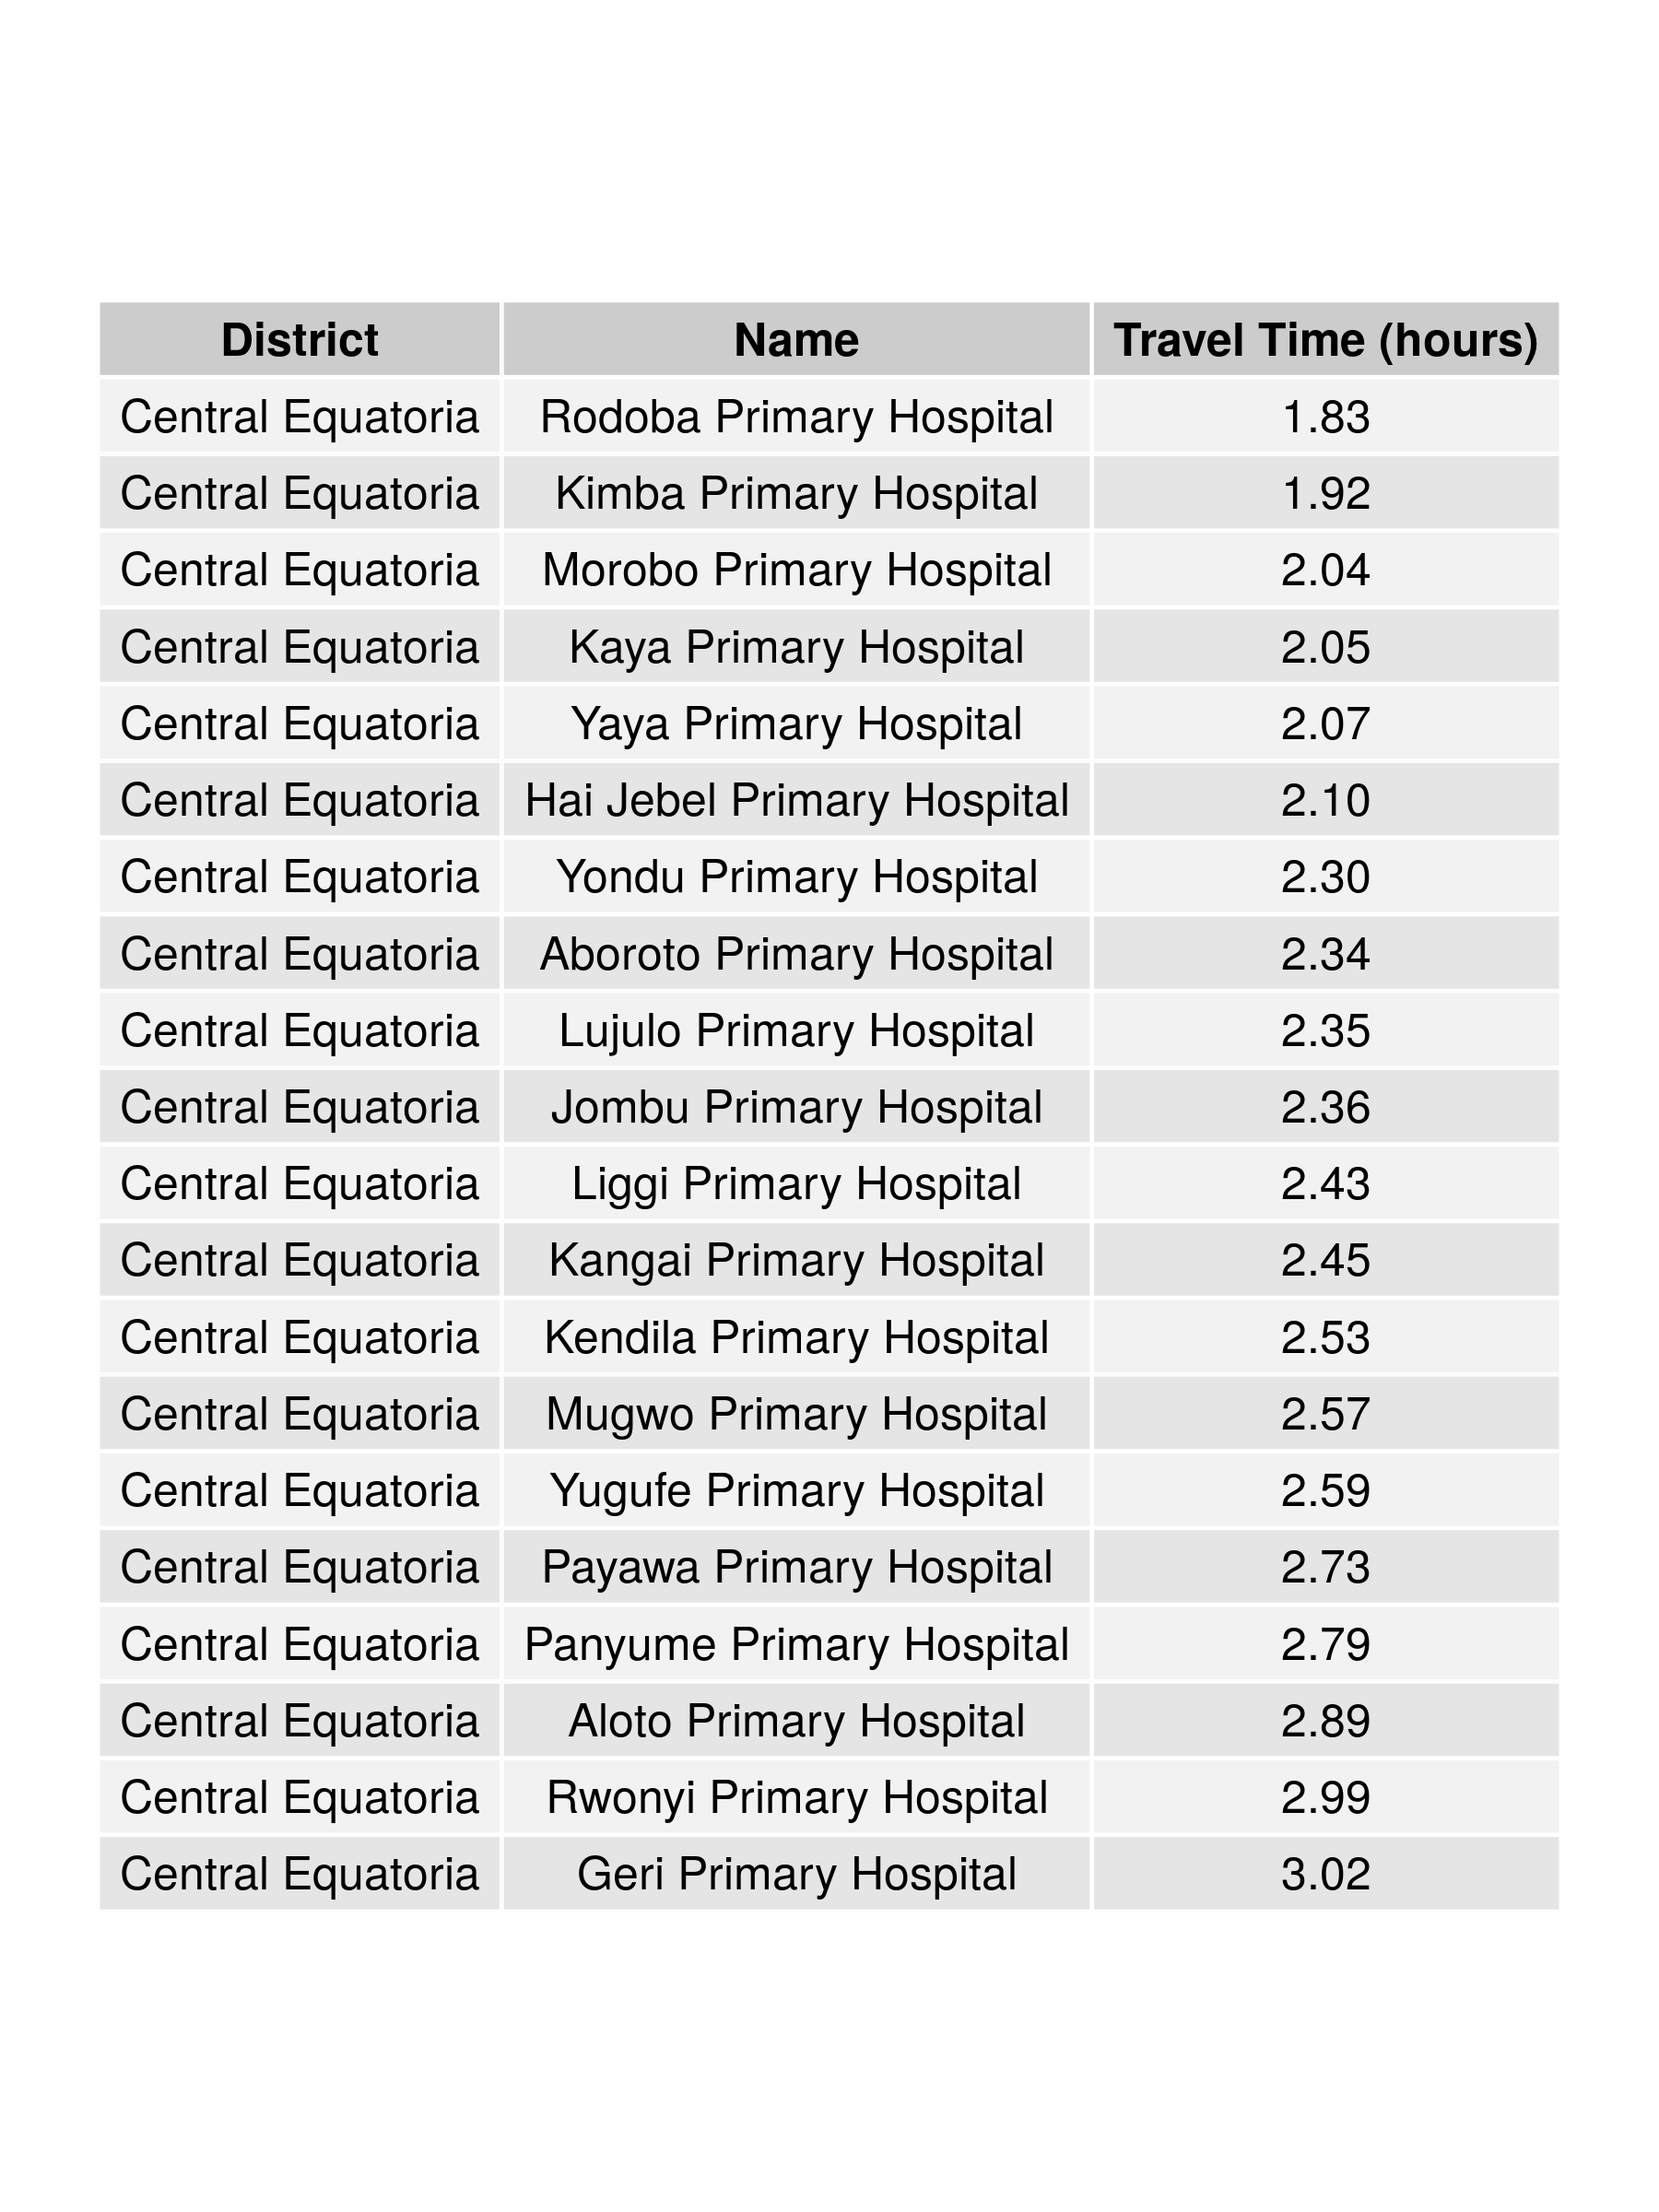 District Name Travel Time (hours)
Central Equatoria Rodoba Primary Hospital 1.83
Central Equatoria Kimba Primary Hospital 1.92
Central Equatoria Morobo Primary Hospital 2.04
Central Equatoria Kaya Primary Hospital 2.05
Central Equatoria Yaya Primary Hospital 2.07
Central Equatoria Hai Jebel Primary Hospital 2.10
Central Equatoria Yondu Primary Hospital 2.30
Central Equatoria Aboroto Primary Hospital 2.34
Central Equatoria Lujulo Primary Hospital 2.35
Central Equatoria Jombu Primary Hospital 2.36
Central Equatoria Liggi Primary Hospital 2.43
Central Equatoria Kangai Primary Hospital 2.45
Central Equatoria Kendila Primary Hospital 2.53
Central Equatoria Mugwo Primary Hospital 2.57
Central Equatoria Yugufe Primary Hospital 2.59
Central Equatoria Payawa Primary Hospital 2.73
Central Equatoria Panyume Primary Hospital 2.79
Central Equatoria Aloto Primary Hospital 2.89
Central Equatoria Rwonyi Primary Hospital 2.99
Central Equatoria Geri Primary Hospital 3.02